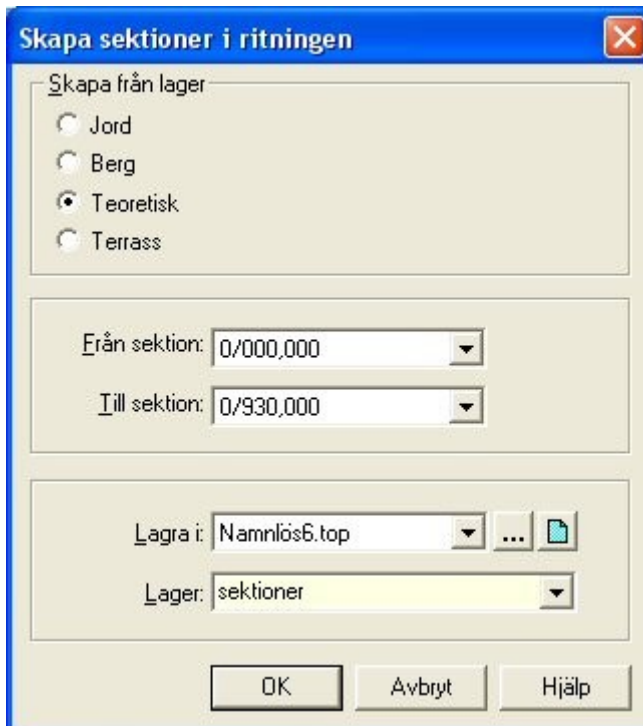 Skapa sektioner i ritningen
Skapa från lager
Jord
Berg
Teoretisk
Terrass
Från sektion: 0/000,000
Till sektion: 0/930,000
Lagra i: Namnlös6.top ...
Lager: sektioner
OK Avbryt Hjälp